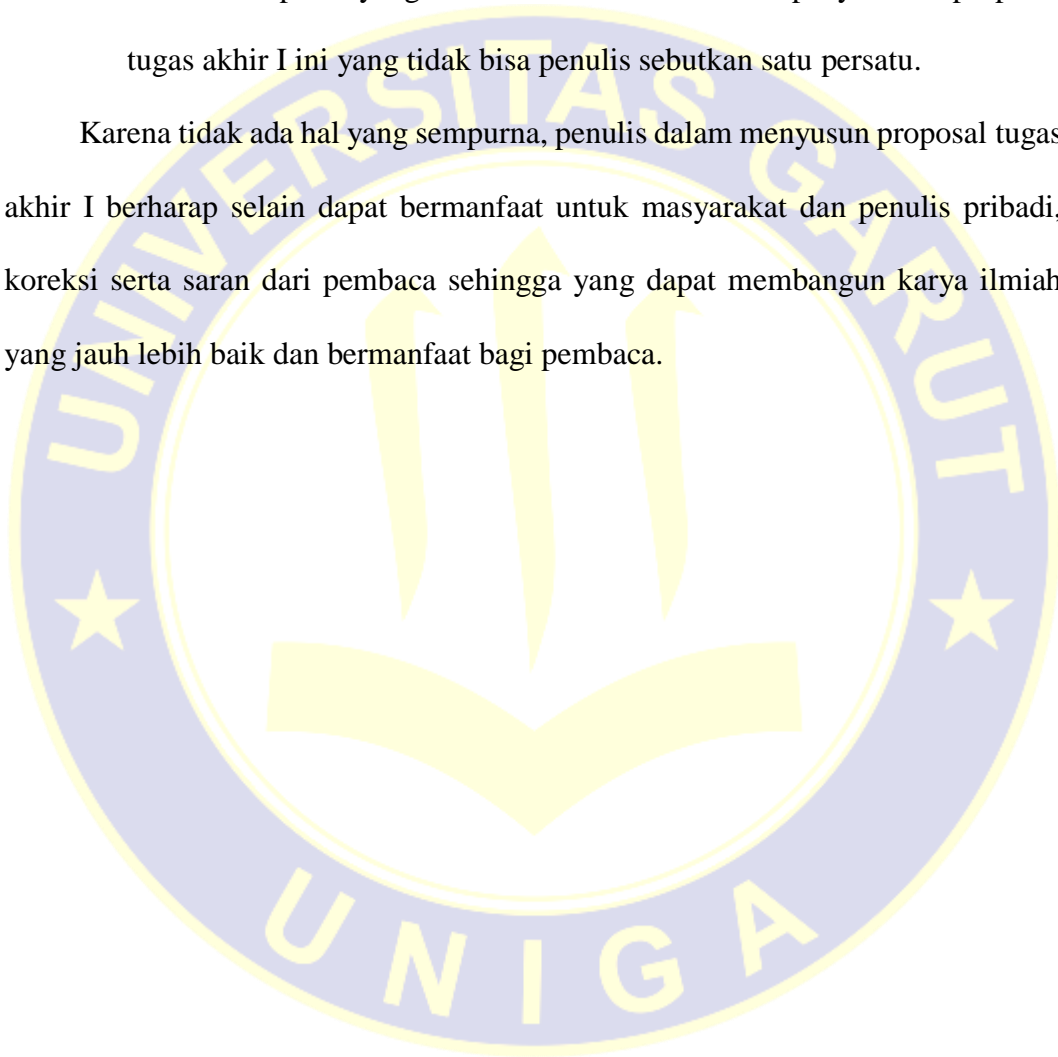 tugas akhir I ini yang tidak bisa penulis sebutkan satu persatu.
Karena tidak ada hal yang sempurna, penulis dalam menyusun proposal tugas
akhir I berharap selain dapat bermanfaat untuk masyarakat dan penulis pribadi,
koreksi serta saran dari pembaca sehingga yang dapat membangun karya ilmiah
yang jauh lebih baik dan bermanfaat bagi pembaca.
UNIVERSITAS GARUT
UNIGA